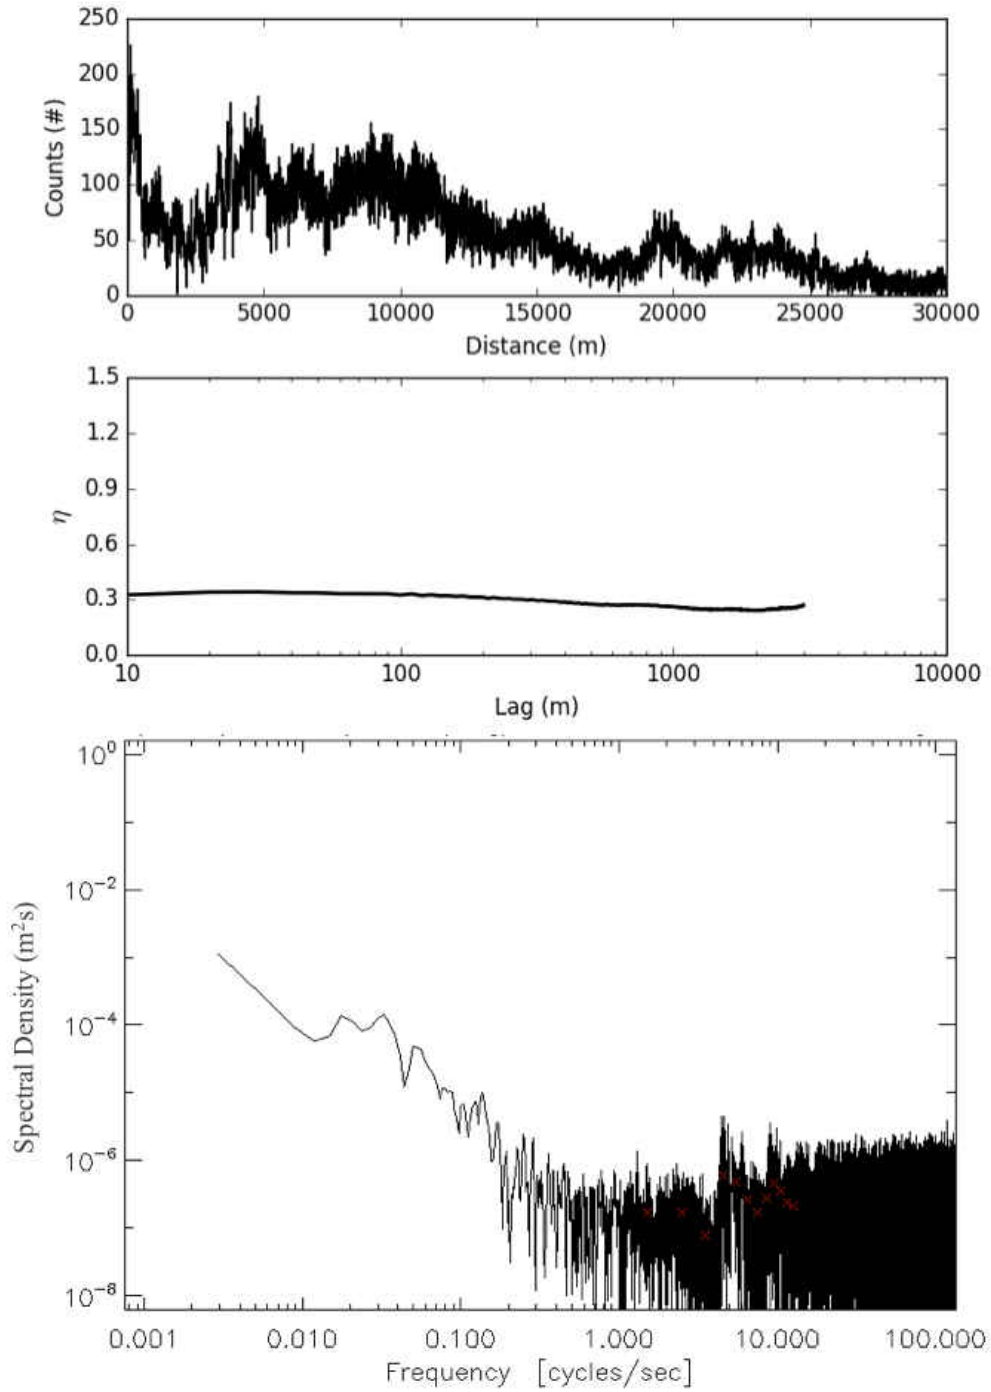 250
200
150
100
50
0
Counts (#)
0 5000 10000 15000 20000 25000 30000
Distance (m)
1.5
1.2
0.9
0.6
0.3
0.0
η
10 100 1000 10000
Lag (m)
10⁰
10⁻²
10⁻⁴
10⁻⁶
10⁻⁸
Spectral Density (m²s)
0.001 0.010 0.100 1.000 10.000 100.000
Frequency [cycles/sec]